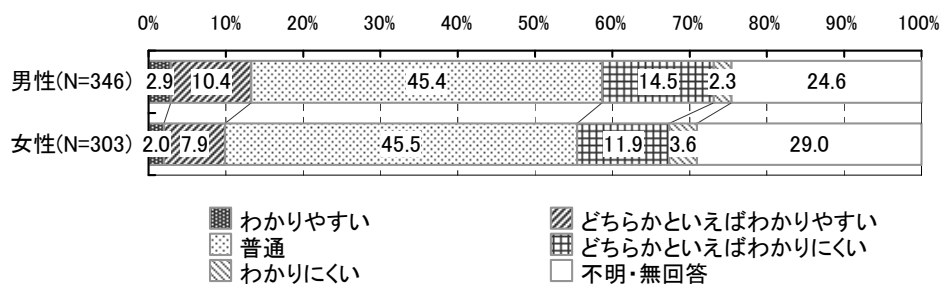 0% 10% 20% 30% 40% 50% 60% 70% 80% 90% 100%
男性(N=346) 2.9 10.4 45.4 14.5 2.3 24.6
女性(N=303) 2.0 7.9 45.5 11.9 3.6 29.0
わかりやすい どちらかといえばわかりやすい
普通 どちらかといえばわかりにくい
わかりにくい 不明・無回答